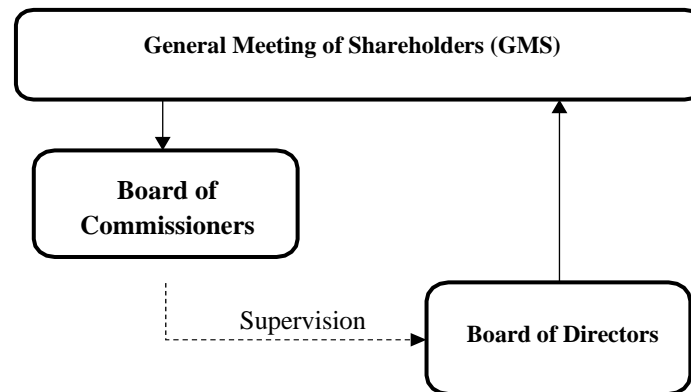 General Meeting of Shareholders (GMS)
Board of
Commissioners
Supervision
Board of Directors